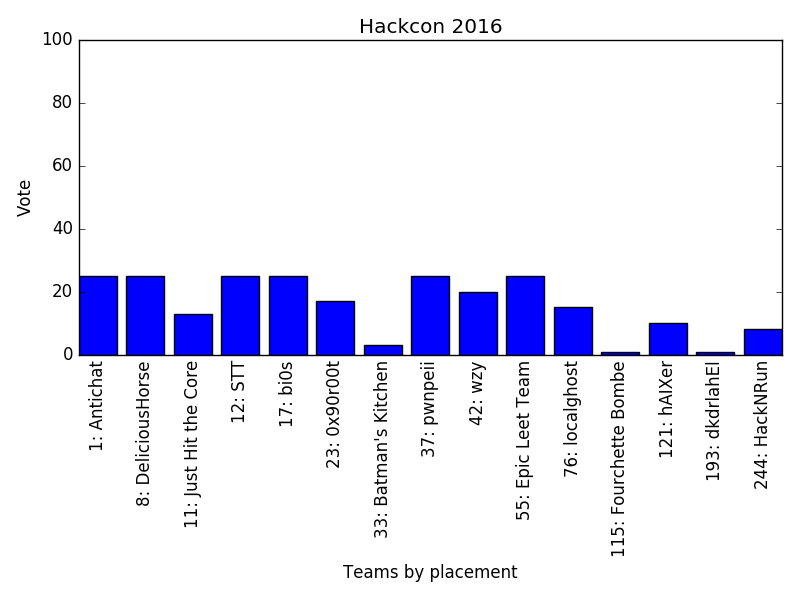 Hackcon 2016
100
80
60
40
20
0
Vote
1: Antichat
8: DeliciousHorse
11: Just Hit the Core
12: STT
17: bi0s
23: 0x90r00t
33: Batman's Kitchen
37: pwnpeii
42: wzy
55: Epic Leet Team
76: localghost
115: Fourchette Bombe
121: hAIXer
193: dkdrlahEl
244: HackNRun
Teams by placement